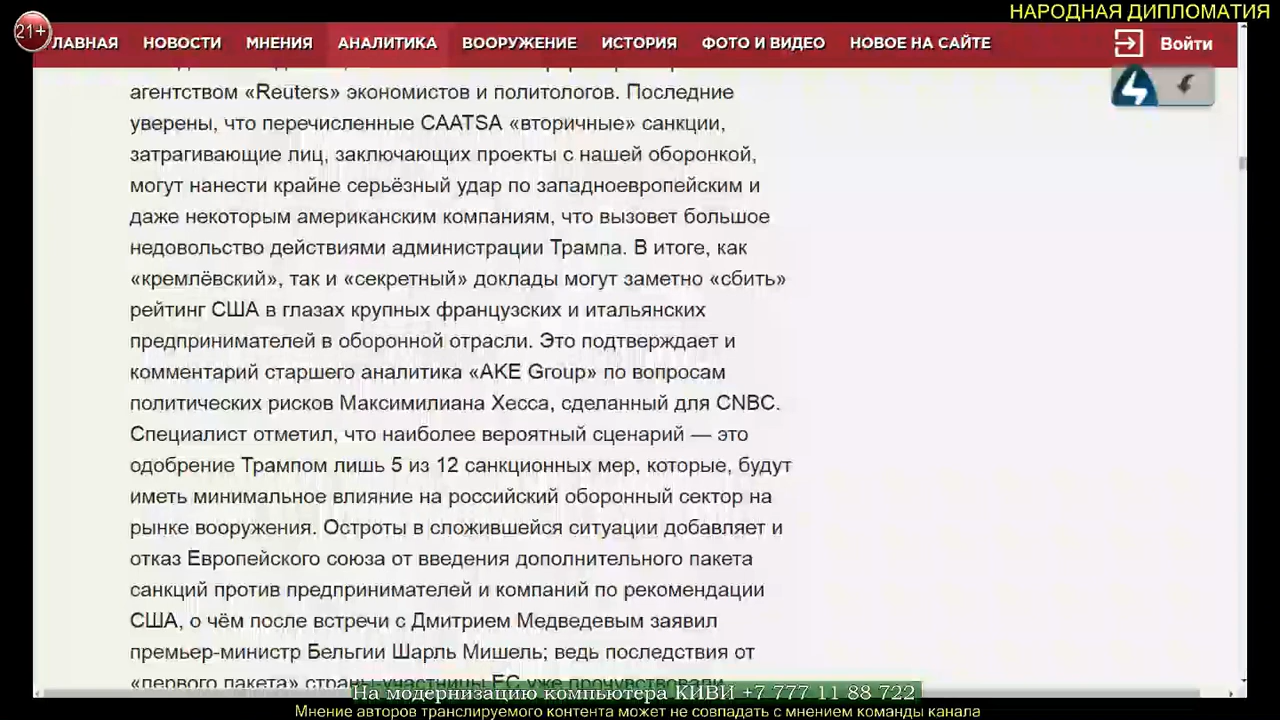 НАРОДНАЯ ДИПЛОМАТИЯ
21+
ЛАВНАЯ НОВОСТИ МНЕНИЯ АНАЛИТИКА ВООРУЖЕНИЕ ИСТОРИЯ ФОТО И ВИДЕО НОВОЕ НА САЙТЕ Войти
агентством «Reuters» экономистов и политологов. Последние
уверены, что перечисленные CAATSA «вторичные» санкции,
затрагивающие лиц, заключающих проекты с нашей оборонкой,
могут нанести крайне серьёзный удар по западноевропейским и
даже некоторым американским компаниям, что вызовет большое
недовольство действиями администрации Трампа. В итоге, как
«кремлёвский», так и «секретный» доклады могут заметно «сбить»
рейтинг США в глазах крупных французских и итальянских
предпринимателей в оборонной отрасли. Это подтверждает и
комментарий старшего аналитика «AKE Group» по вопросам
политических рисков Максимилиана Хесса, сделанный для CNBC.
Специалист отметил, что наиболее вероятный сценарий — это
одобрение Трампом лишь 5 из 12 санкционных мер, которые, будут
иметь минимальное влияние на российский оборонный сектор на
рынке вооружения. Остроты в сложившейся ситуации добавляет и
отказ Европейского союза от введения дополнительного пакета
санкций против предпринимателей и компаний по рекомендации
США, о чём после встречи с Дмитрием Медведевым заявил
премьер-министр Бельгии Шарль Мишель; ведь последствия от
«первого пакета» страны-участницы ЕС уже прочувствовали
На модернизацию компьютера КИВИ +7 777 11 88 722
Мнение авторов транслируемого контента может не совпадать с мнением команды канала